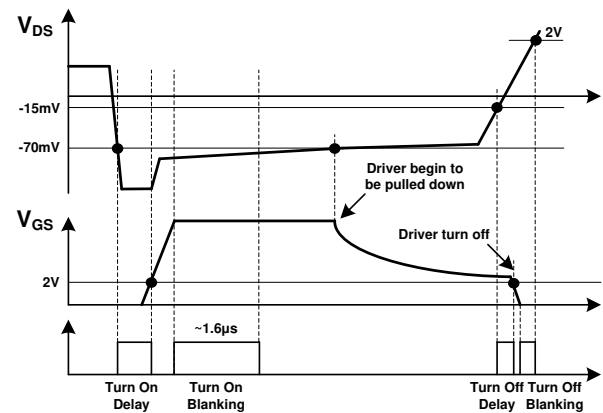 VDS
2V
-15mV
-70mV
Driver begin to
be pulled down
VGS
Driver turn off
2V
~1.6µs
Turn On
Delay
Turn On
Blanking
Turn Off
Delay
Turn Off
Blanking